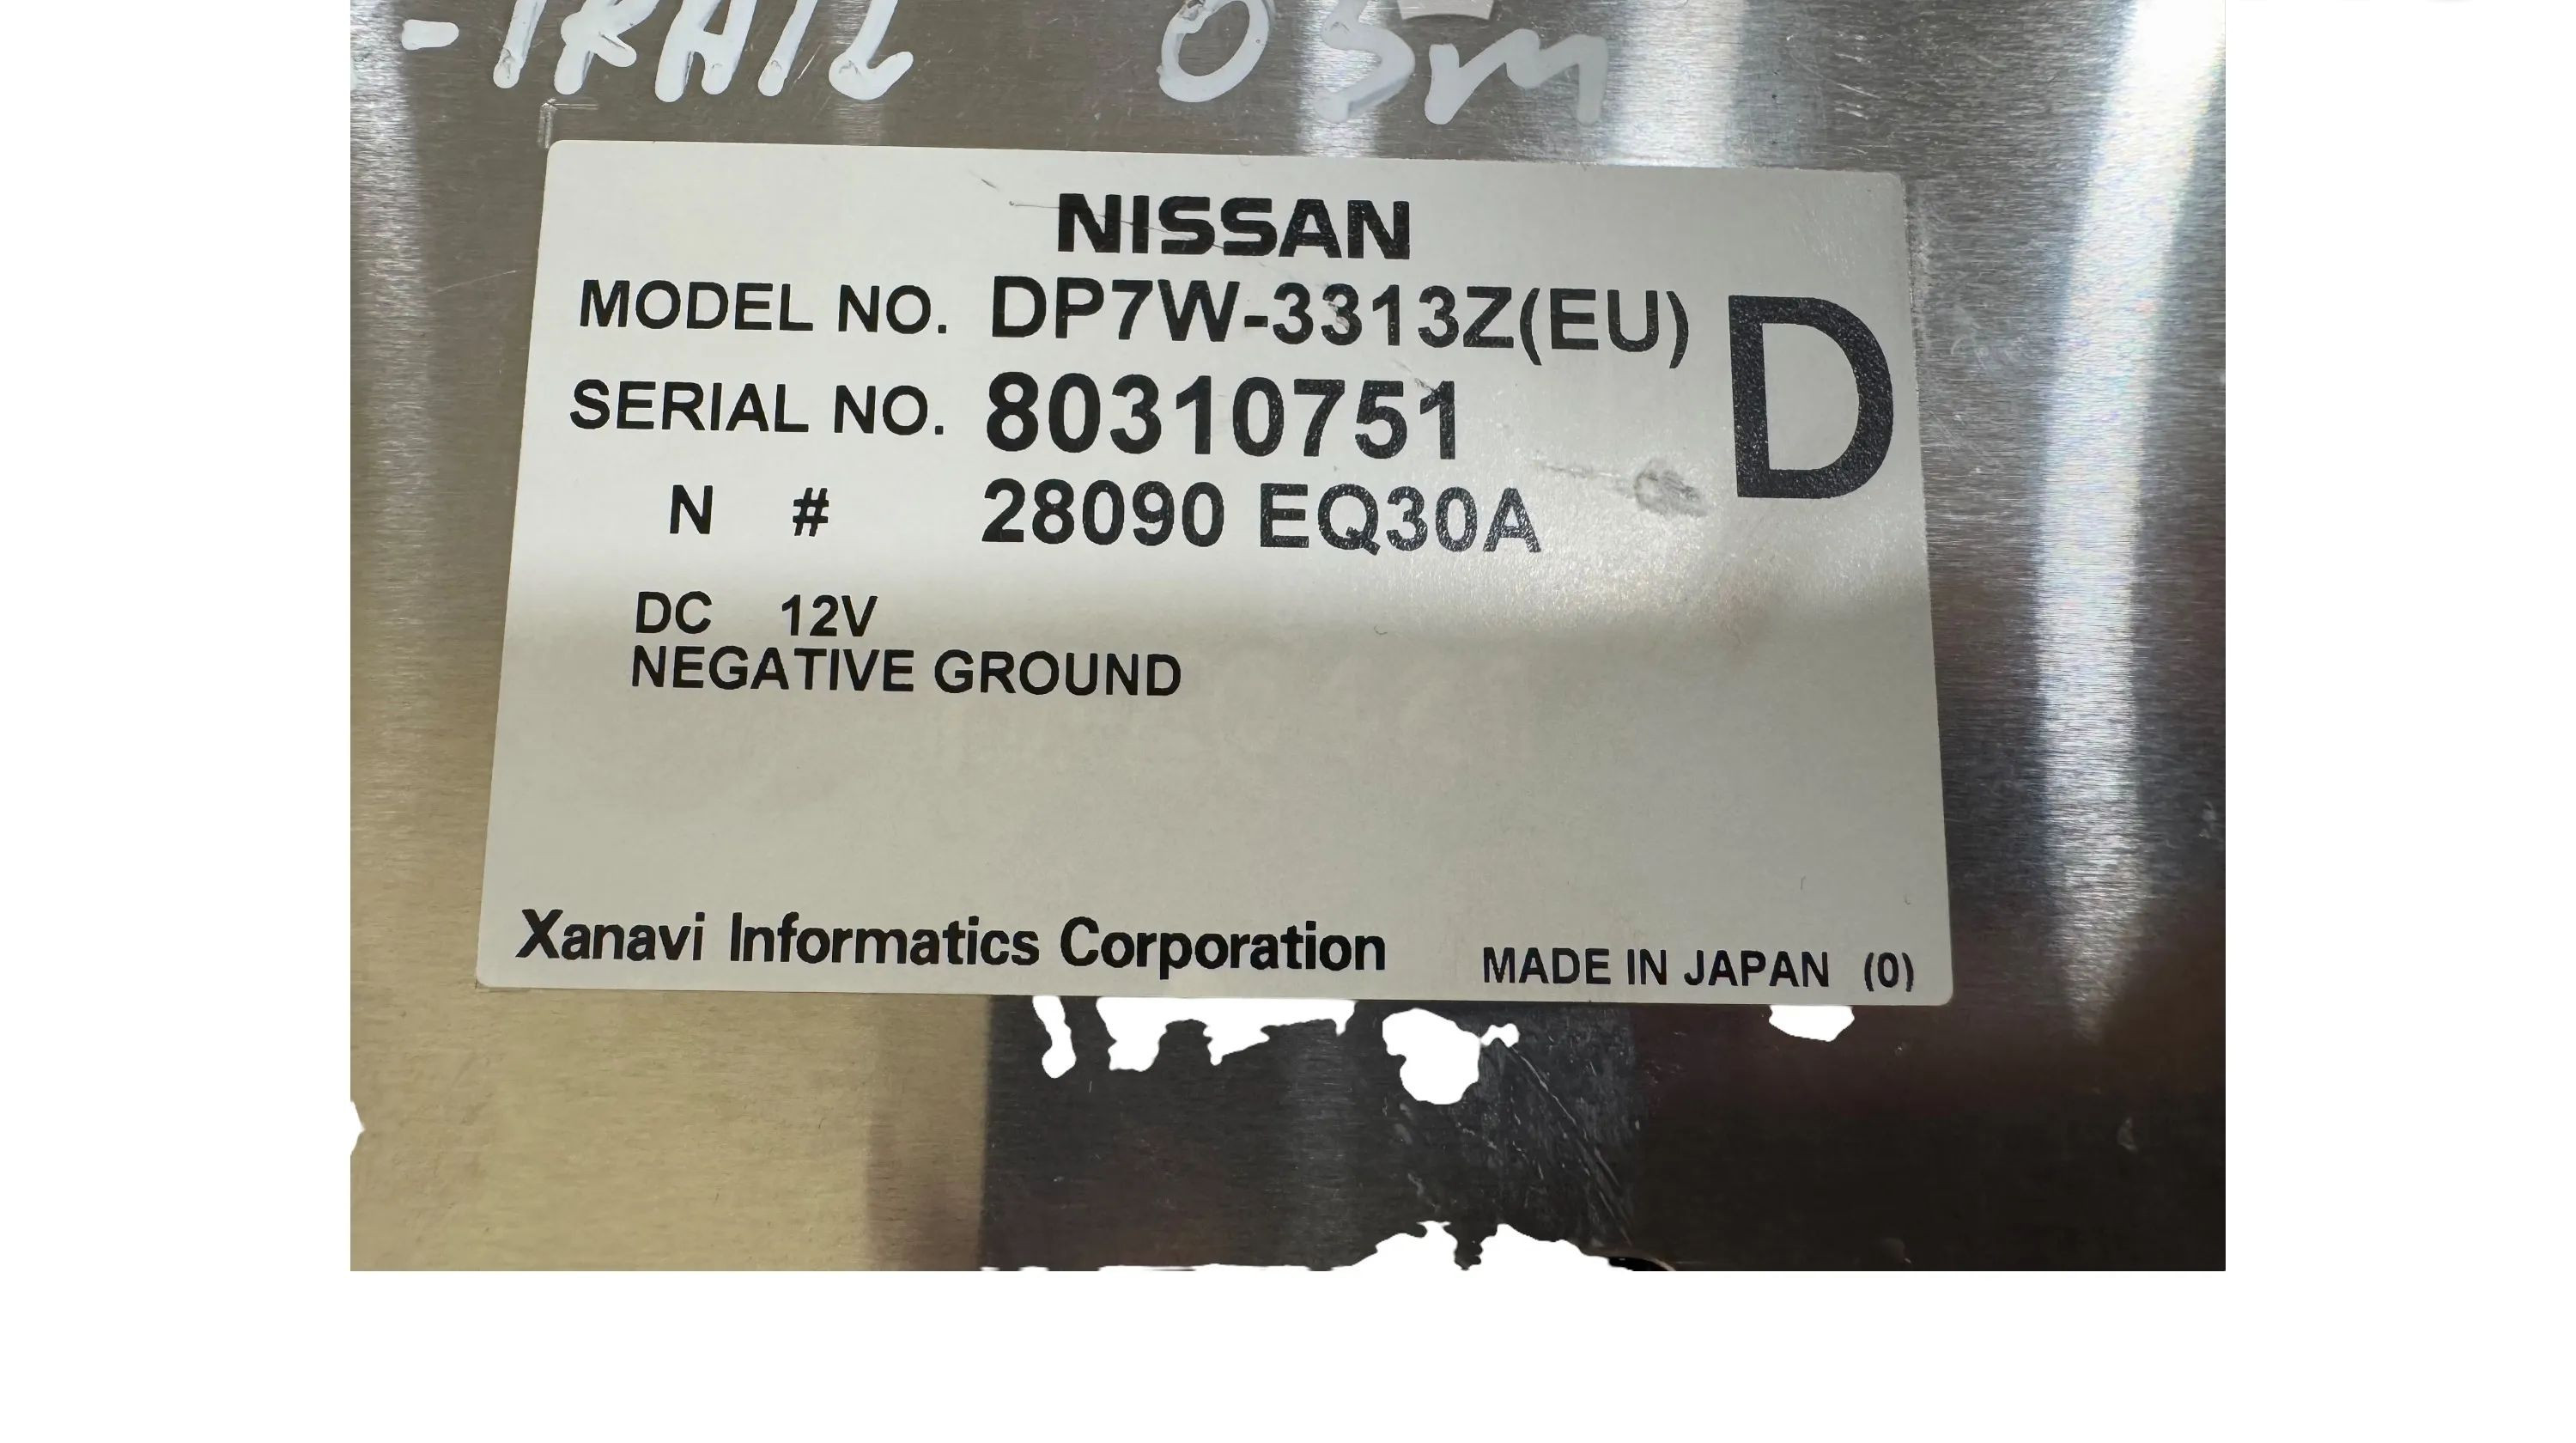 -TRAIL 03m
NISSAN
MODEL NO. DP7W-3313Z(EU)
D
SERIAL NO. 80310751
N # 28090 EQ30A
DC 12V
NEGATIVE GROUND
Xanavi Informatics Corporation MADE IN JAPAN (0)